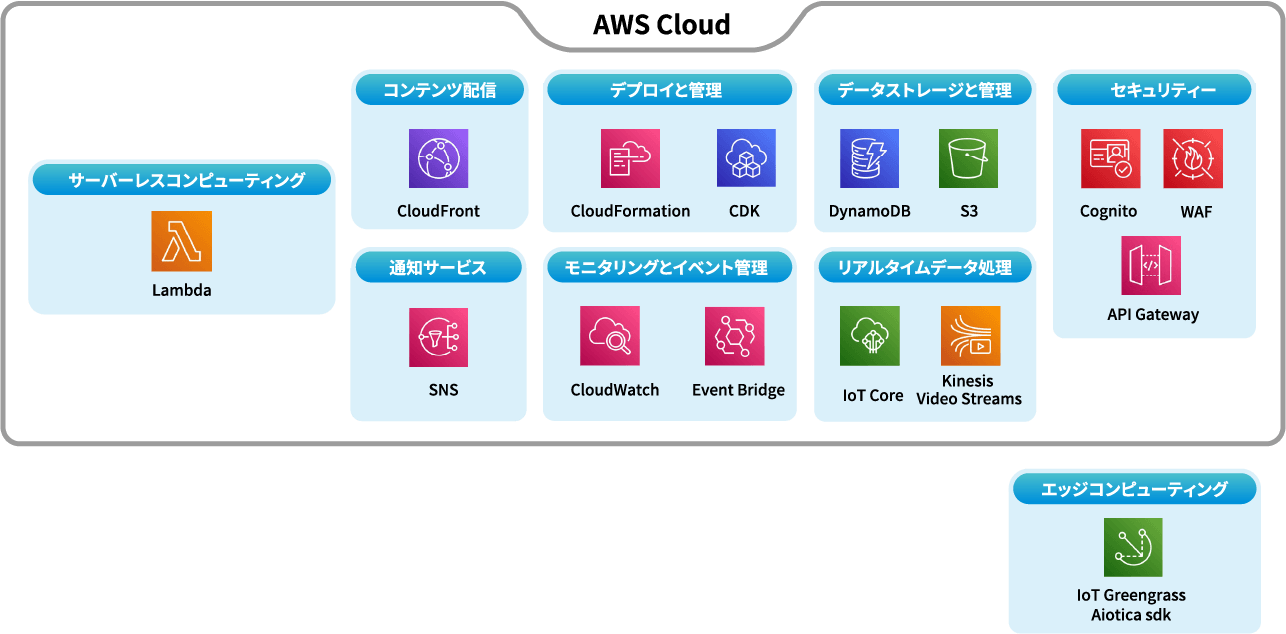 AWS Cloud
サーバーレスコンピューティング
Lambda
コンテンツ配信
CloudFront
デプロイと管理
CloudFormation
CDK
データストレージと管理
DynamoDB
S3
セキュリティー
Cognito
WAF
API Gateway
通知サービス
SNS
モニタリングとイベント管理
CloudWatch
Event Bridge
リアルタイムデータ処理
IoT Core
Kinesis
Video Streams
エッジコンピューティング
IoT Greengrass
Aiotica sdk